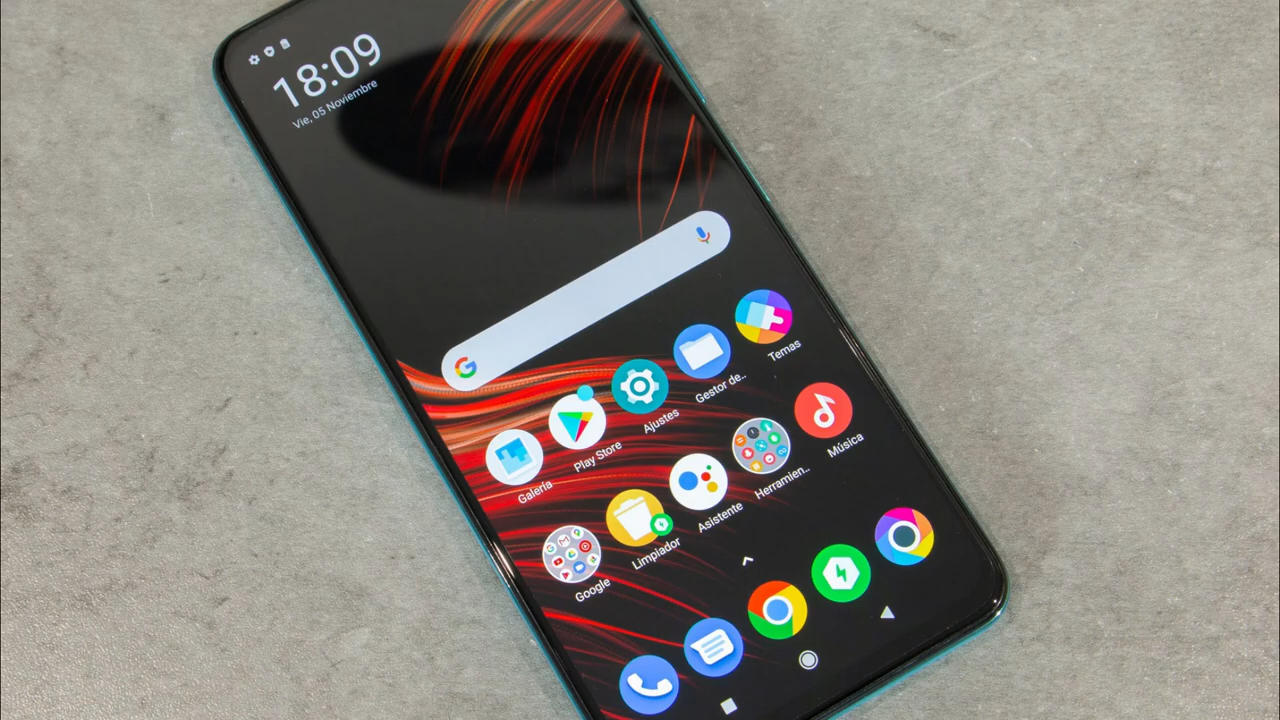 18:09
Vie, 05 Noviembre
G
Galería
Play Store
Ajustes
Gestor de..
Temas
Google
Limpiador
Asistente
Herramien..
Música